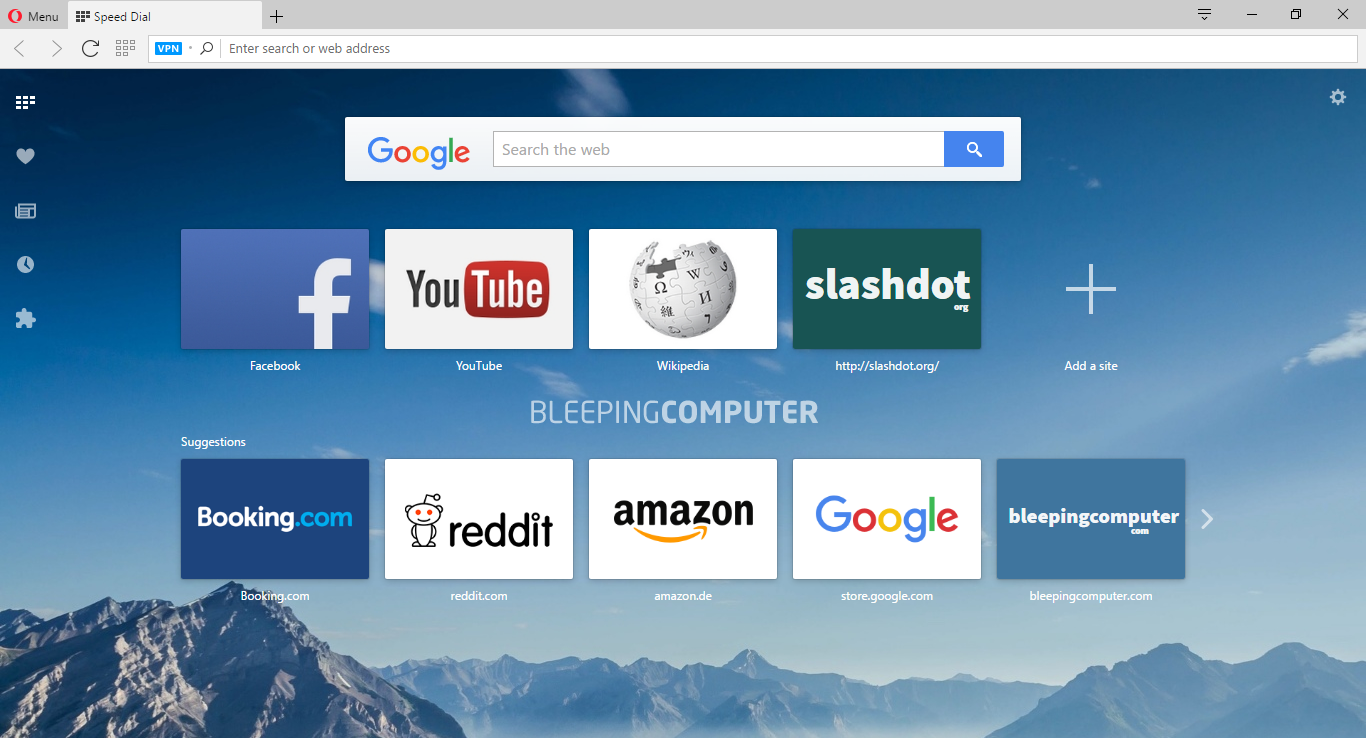 Menu
Speed Dial
VPN
Enter search or web address
Google
Search the web
f
YouTube
Ω W И 維 7
slashdot
org
Facebook
YouTube
Wikipedia
http://slashdot.org/
Add a site
BLEEPINGCOMPUTER
Suggestions
Booking.com
reddit
amazon
Google
bleepingcomputer
com
Booking.com
reddit.com
amazon.de
store.google.com
bleepingcomputer.com